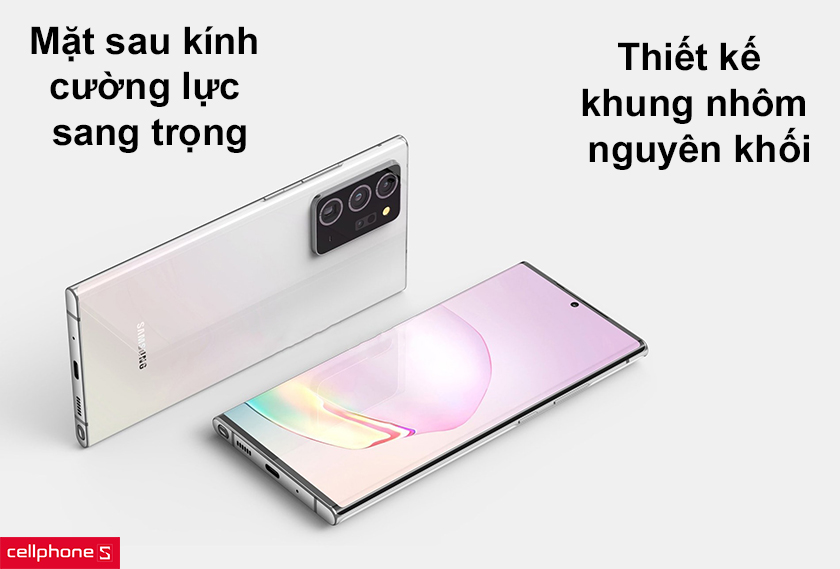 Mặt sau kính
cường lực
sang trọng
Thiết kế
khung nhôm
nguyên khối
SAMSUNG
cellphone S